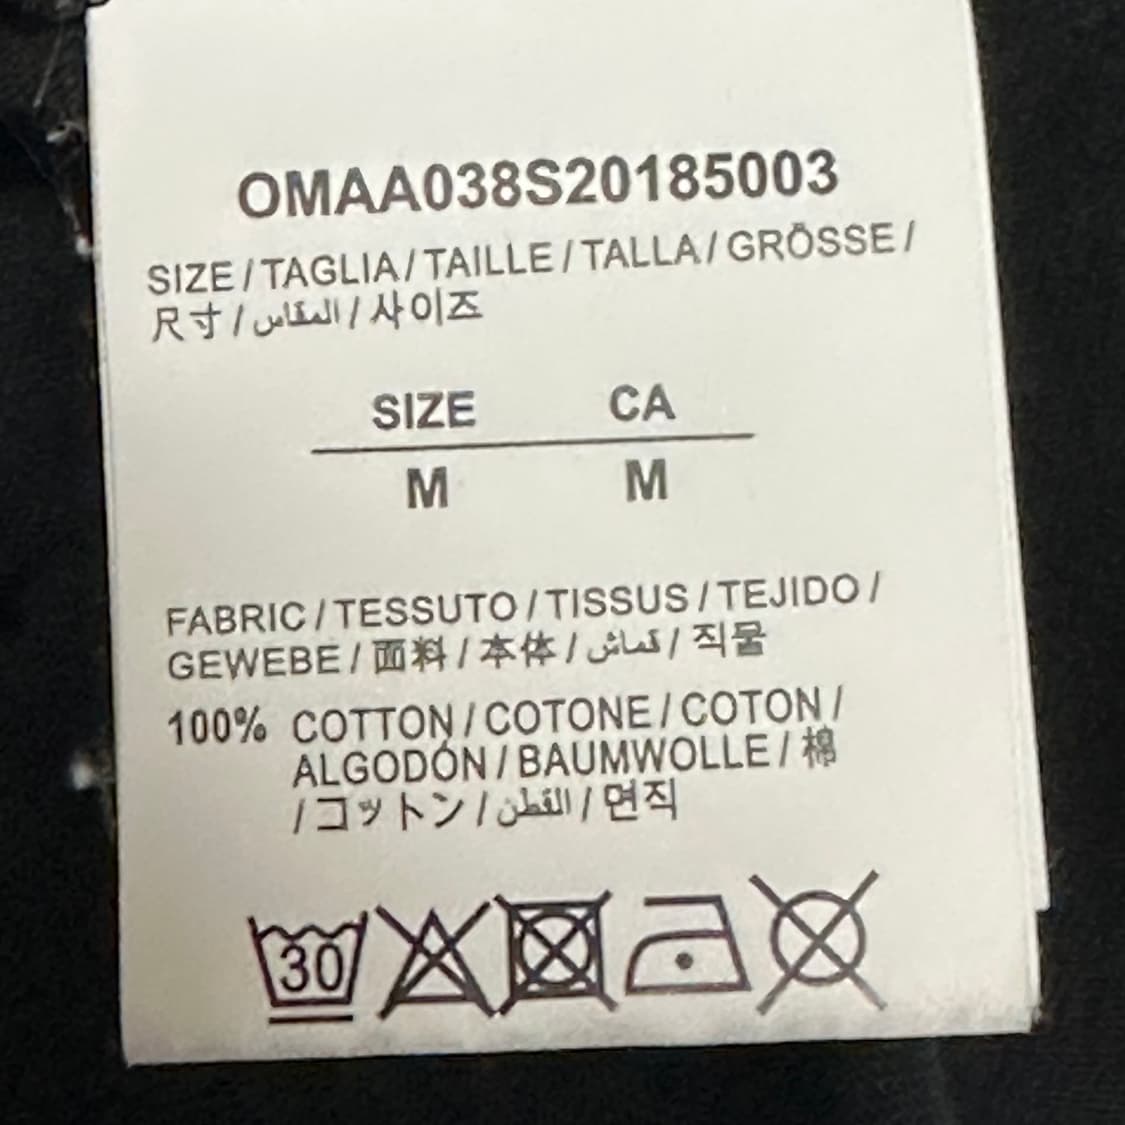 OMAA038S20185003
SIZE / TAGLIA / TAILLE / TALLA / GRÖSSE /
尺寸 / المقاس / 사이즈
SIZE CA
M M
FABRIC / TESSUTO / TISSUS / TEJIDO /
GEWEBE / 面料 / 本体 / كماش / 직물
100% COTTON / COTONE / COTON /
ALGODÓN / BAUMWOLLE / 棉
/ コットン / القطن / 면직
30